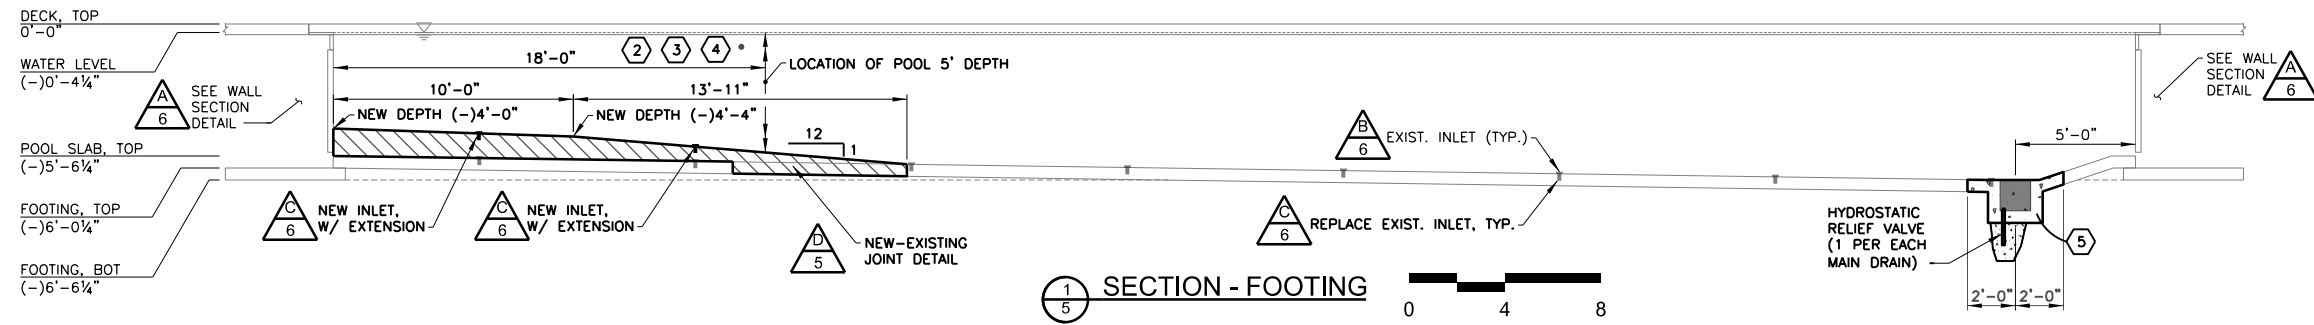 DECK, TOP
0'-0"
WATER LEVEL
(-)0'-4¼"
A
6
SEE WALL
SECTION
DETAIL
POOL SLAB, TOP
(-)5'-6¼"
FOOTING, TOP
(-)6'-0¼"
FOOTING, BOT
(-)6'-6¼"
18'-0"
2
3
4
LOCATION OF POOL 5' DEPTH
10'-0"
13'-11"
NEW DEPTH (-)4'-0"
NEW DEPTH (-)4'-4"
12
1
C
6
NEW INLET,
W/ EXTENSION
C
6
NEW INLET,
W/ EXTENSION
D
5
NEW-EXISTING
JOINT DETAIL
B
6
EXIST. INLET (TYP.)
C
6
REPLACE EXIST. INLET, TYP.
SEE WALL
SECTION
DETAIL
A
6
5'-0"
HYDROSTATIC
RELIEF VALVE
(1 PER EACH
MAIN DRAIN)
5
2'-0"
2'-0"
1
5
SECTION - FOOTING
0
4
8